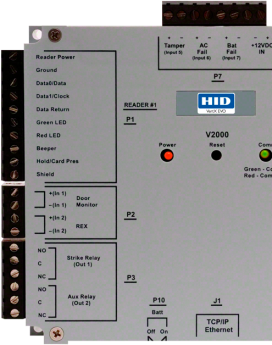 Tamper
(Input 5)
AC
Fail
(Input 6)
Bat
Fail
(Input 7)
+12VDC
IN
P7
Reader Power
Ground
Data0/Data
Data1/Clock
Data Return
Green LED
Red LED
Beeper
Hold/Card Pres
Shield
READER #1
P1
HID
VertX EVO
V2000
Power
Reset
Com
Green - Co
Red - Com
+(In 1)
–(In 1)
Door
Monitor
+(In 2)
–(In 2)
REX
P2
NO
C
NC
Strike Relay
(Out 1)
NO
C
NC
Aux Relay
(Out 2)
P3
P10
Batt
Off On
J1
TCP/IP
Ethernet